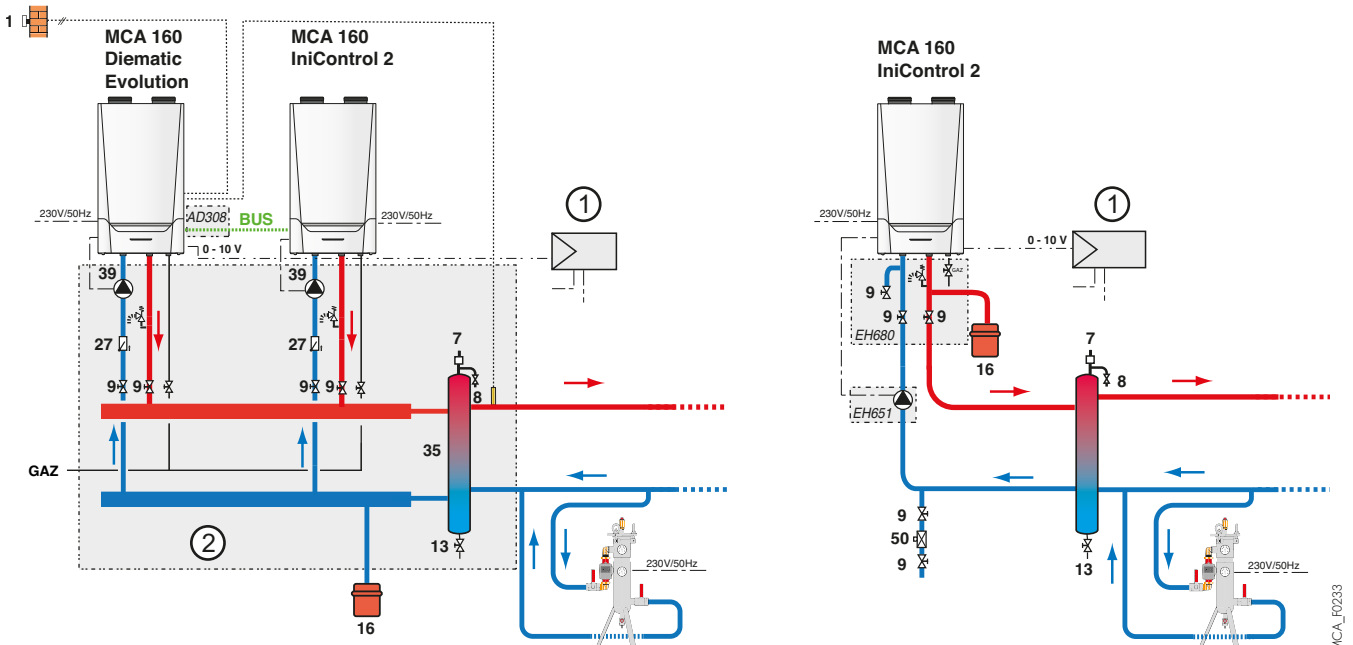 1
MCA 160
Diematic
Evolution
MCA 160
IniControl 2
230V/50Hz
AD308
BUS
230V/50Hz
0 - 10 V
1
39
39
27
27
9
9
9
9
7
8
35
GAZ
2
13
16
230V/50Hz
MCA 160
IniControl 2
230V/50Hz
0 - 10 V
1
GAZ
9
9
9
EH680
16
EH651
7
8
9
50
9
13
230V/50Hz
MCA_F0233